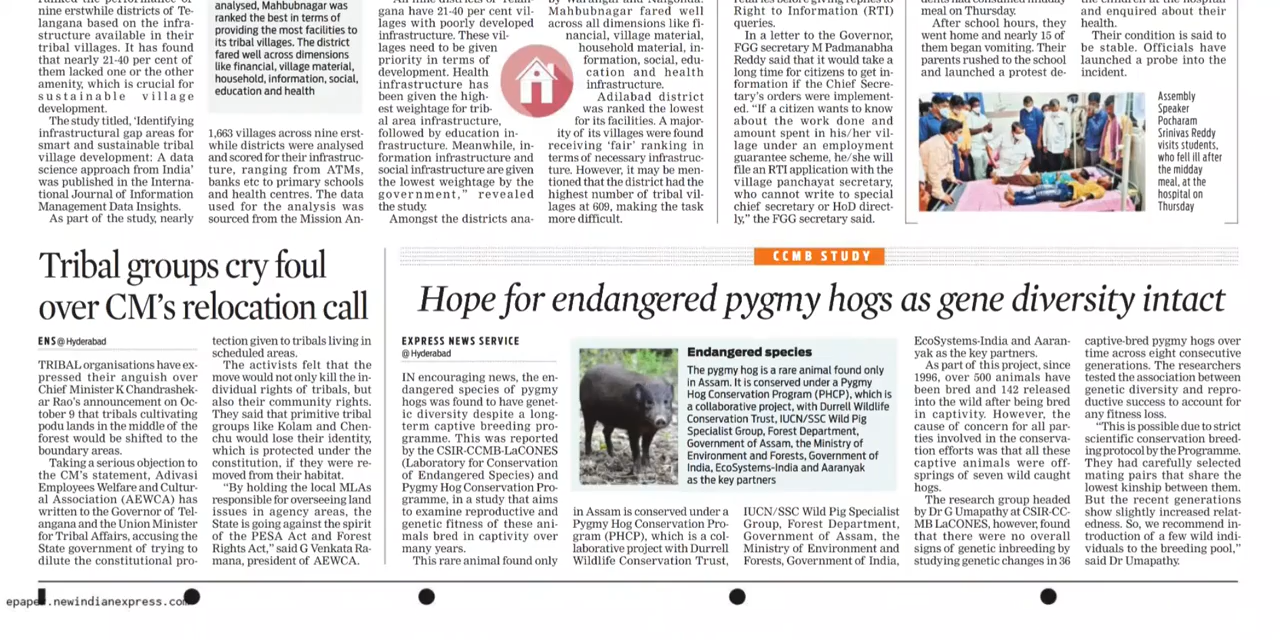 ranked the performance of
nine erstwhile districts of Te-
langana based on the infra-
structure available in their
tribal villages. It has found
that nearly 21-40 per cent of
them lacked one or the other
amenity, which is crucial for
sustainable village
development.
The study titled, ‘Identifying
infrastructural gap areas for
smart and sustainable tribal
village development: A data
science approach from India’
was published in the Interna-
tional Journal of Information
Management Data Insights.
As part of the study, nearly
analysed, Mahbubnagar was
ranked the best in terms of
providing the most facilities to
its tribal villages. The district
fared well across dimensions
like financial, village material,
household, information, social,
education and health
1,663 villages across nine erst-
while districts were analysed
and scored for their infrastruc-
ture, ranging from ATMs,
banks etc to primary schools
and health centres. The data
used for the analysis was
sourced from the Mission An-
gana have 21-40 per cent vil-
lages with poorly developed
infrastructure. These vil-
lages need to be given
priority in terms of
development. Health
infrastructure has
been given the high-
est weightage for trib-
al area infrastructure,
followed by education in-
frastructure. Meanwhile, in-
formation infrastructure and
social infrastructure are given
the lowest weightage by the
government,” revealed
the study.
Amongst the districts ana-
Mahbubnagar fared well
across all dimensions like fi-
nancial, village material,
household material, in-
formation, social, edu-
cation and health
infrastructure.
Adilabad district
was ranked the lowest
for its facilities. A major-
ity of its villages were found
receiving ‘fair’ ranking in
terms of necessary infrastruc-
ture. However, it may be men-
tioned that the district had the
highest number of tribal vil-
lages at 609, making the task
more difficult.
Right to Information (RTI)
queries.
In a letter to the Governor,
FGG secretary M Padmanabha
Reddy said that it would take a
long time for citizens to get in-
formation if the Chief Secre-
tary’s orders were implement-
ed. “If a citizen wants to know
about the work done and
amount spent in his/her vil-
lage under an employment
guarantee scheme, he/she will
file an RTI application with the
village panchayat secretary,
who cannot write to special
chief secretary or HoD direct-
ly,” the FGG secretary said.
meal on Thursday.
After school hours, they
went home and nearly 15 of
them began vomiting. Their
parents rushed to the school
and launched a protest de-
and enquired about their
health.
Their condition is said to
be stable. Officials have
launched a probe into the
incident.
Assembly
Speaker
Pocharam
Srinivas Reddy
visits students,
who fell ill after
the midday
meal, at the
hospital on
Thursday
Tribal groups cry foul
over CM’s relocation call
ENS @ Hyderabad
TRIBAL organisations have ex-
pressed their anguish over
Chief Minister K Chandrashek-
ar Rao’s announcement on Oc-
tober 9 that tribals cultivating
podu lands in the middle of the
forest would be shifted to the
boundary areas.
Taking a serious objection to
the CM’s statement, Adivasi
Employees Welfare and Cultur-
al Association (AEWCA) has
written to the Governor of Tel-
angana and the Union Minister
for Tribal Affairs, accusing the
State government of trying to
dilute the constitutional pro-
tection given to tribals living in
scheduled areas.
The activists felt that the
move would not only kill the in-
dividual rights of tribals, but
also their community rights.
They said that primitive tribal
groups like Kolam and Chen-
chu would lose their identity,
which is protected under the
constitution, if they were re-
moved from their habitat.
“By holding the local MLAs
responsible for overseeing land
issues in agency areas, the
State is going against the spirit
of the PESA Act and Forest
Rights Act,” said G Venkata Ra-
mana, president of AEWCA.
CCMB STUDY
Hope for endangered pygmy hogs as gene diversity intact
EXPRESS NEWS SERVICE
@ Hyderabad
IN encouraging news, the en-
dangered species of pygmy
hogs was found to have genet-
ic diversity despite a long-
term captive breeding pro-
gramme. This was reported
by the CSIR-CCMB-LaCONES
(Laboratory for Conservation
of Endangered Species) and
Pygmy Hog Conservation Pro-
gramme, in a study that aims
to examine reproductive and
genetic fitness of these ani-
mals bred in captivity over
many years.
This rare animal found only
Endangered species
The pygmy hog is a rare animal found only
in Assam. It is conserved under a Pygmy
Hog Conservation Program (PHCP), which is
a collaborative project, with Durrell Wildlife
Conservation Trust, IUCN/SSC Wild Pig
Specialist Group, Forest Department,
Government of Assam, the Ministry of
Environment and Forests, Government of
India, EcoSystems-India and Aaranyak
as the key partners
in Assam is conserved under a
Pygmy Hog Conservation Pro-
gram (PHCP), which is a col-
laborative project with Durrell
Wildlife Conservation Trust,
IUCN/SSC Wild Pig Specialist
Group, Forest Department,
Government of Assam, the
Ministry of Environment and
Forests, Government of India,
EcoSystems-India and Aaran-
yak as the key partners.
As part of this project, since
1996, over 500 animals have
been bred and 142 released
into the wild after being bred
in captivity. However, the
cause of concern for all par-
ties involved in the conserva-
tion efforts was that all these
captive animals were off-
springs of seven wild caught
hogs.
The research group headed
by Dr G Umapathy at CSIR-CC-
MB LaCONES, however, found
that there were no overall
signs of genetic inbreeding by
studying genetic changes in 36
captive-bred pygmy hogs over
time across eight consecutive
generations. The researchers
tested the association between
genetic diversity and repro-
ductive success to account for
any fitness loss.
“This is possible due to strict
scientific conservation breed-
ing protocol by the Programme.
They had carefully selected
mating pairs that share the
lowest kinship between them.
But the recent generations
show slightly increased relat-
edness. So, we recommend in-
troduction of a few wild indi-
viduals to the breeding pool,”
said Dr Umapathy.
epaper.newindianexpress.com